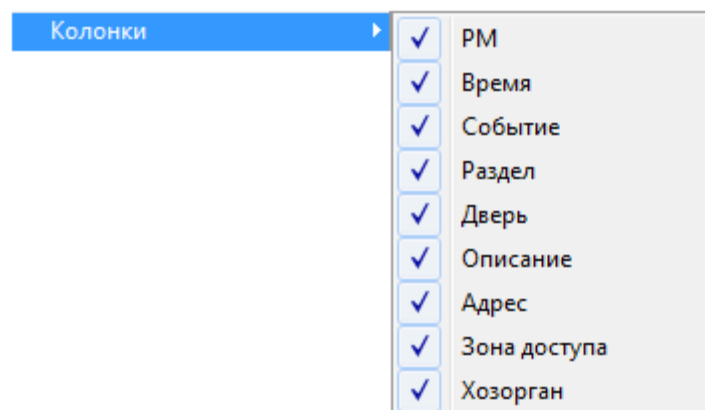 Колонки
РМ
Время
Событие
Раздел
Дверь
Описание
Адрес
Зона доступа
Хозорган